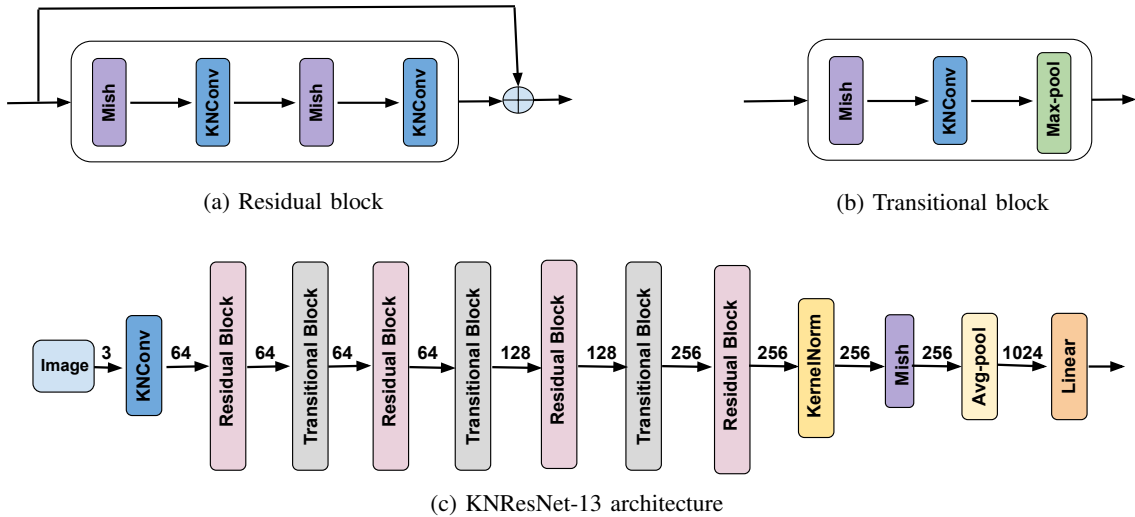 Mish
KNConv
Mish
KNConv
(a) Residual block
Mish
KNConv
Max-pool
(b) Transitional block
Image
3
KNConv
64
Residual Block
64
Transitional Block
64
Residual Block
64
Transitional Block
128
Residual Block
128
Transitional Block
256
Residual Block
256
KernelNorm
256
Mish
256
Avg-pool
1024
Linear
(c) KNResNet-13 architecture